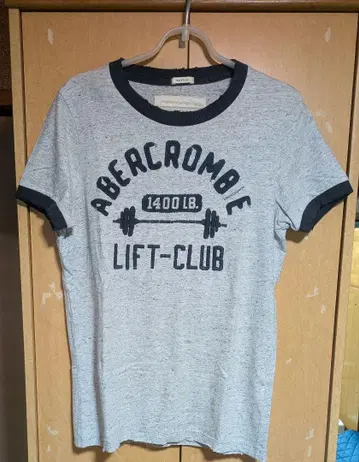 ABERCROMBIE
1400 LB.
LIFT-CLUB